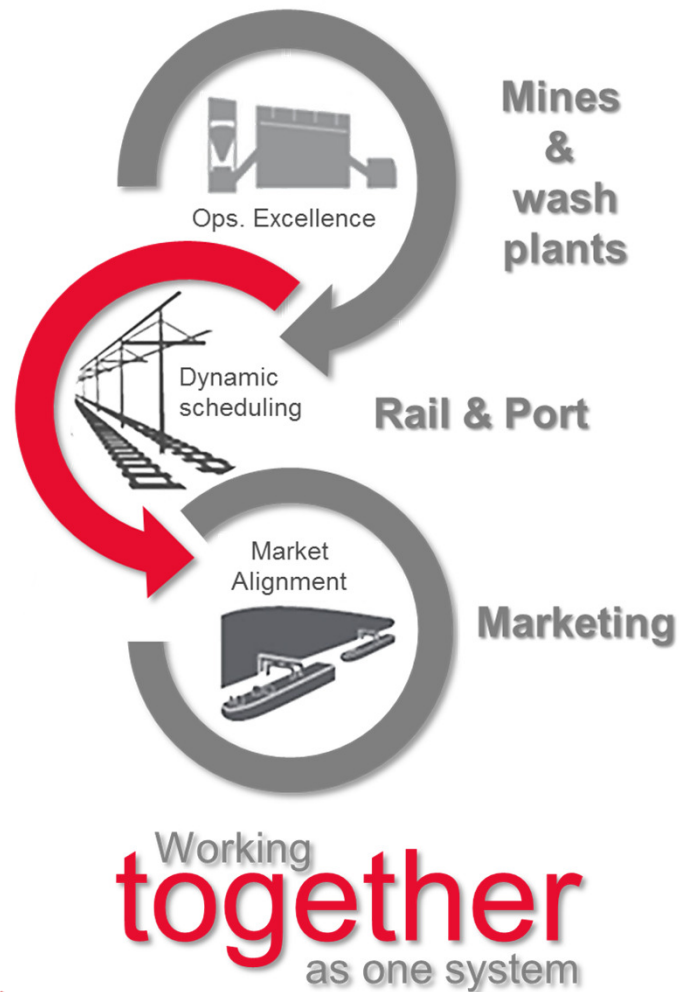 Mines
&
wash
plants
Ops. Excellence
Dynamic
scheduling
Rail & Port
Market
Alignment
Marketing
Working
together
as one system